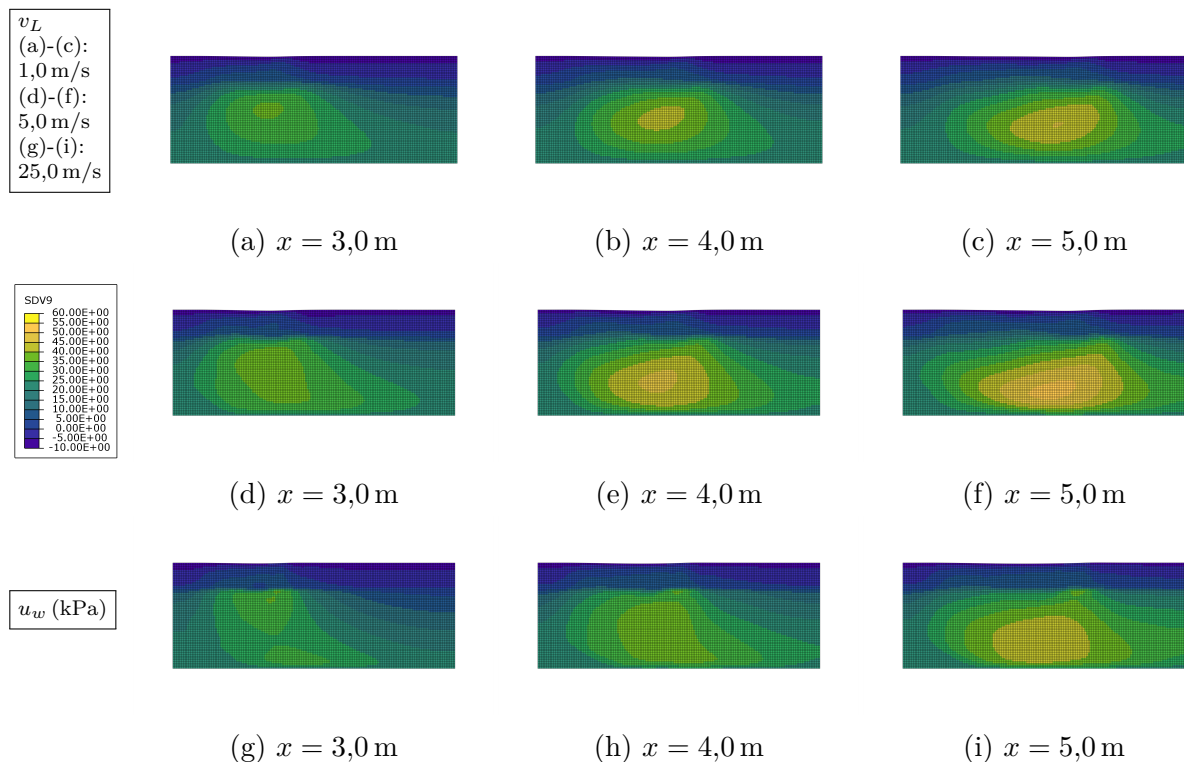 v_L
(a)-(c):
1,0 m/s
(d)-(f):
5,0 m/s
(g)-(i):
25,0 m/s
(a) x = 3,0 m
(b) x = 4,0 m
(c) x = 5,0 m
SDV9
60.00E+00
55.00E+00
50.00E+00
45.00E+00
40.00E+00
35.00E+00
30.00E+00
25.00E+00
20.00E+00
15.00E+00
10.00E+00
5.00E+00
0.00E+00
-5.00E+00
-10.00E+00
(d) x = 3,0 m
(e) x = 4,0 m
(f) x = 5,0 m
u_w (kPa)
(g) x = 3,0 m
(h) x = 4,0 m
(i) x = 5,0 m